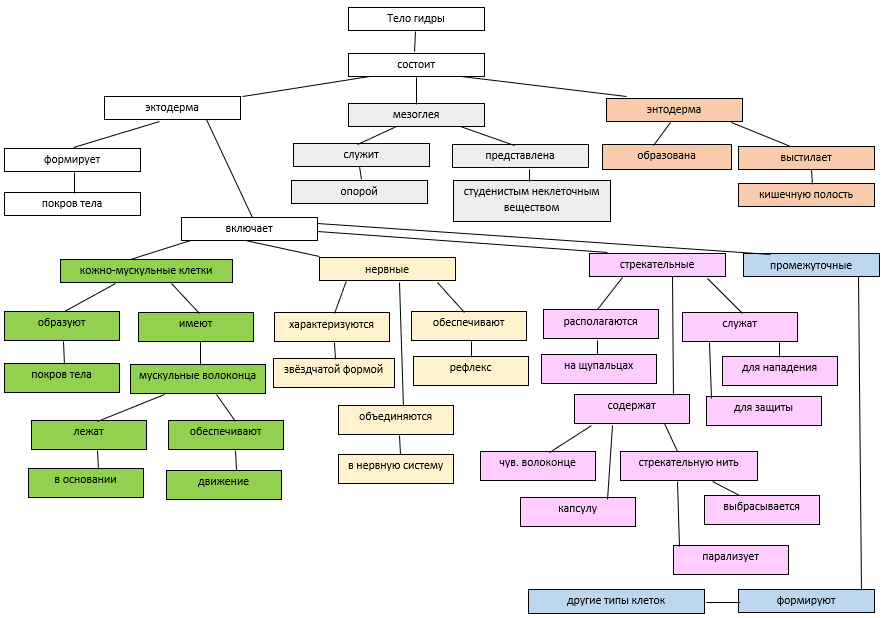 Тело гидры
состоит
эктодерма
мезоглея
энтодерма
формирует
служит
представлена
образована
выстилает
покров тела
опорой
студенистым неклеточным
веществом
кишечную полость
включает
кожно-мускульные клетки
нервные
стрекательные
промежуточные
образуют
имеют
характеризуются
обеспечивают
располагаются
служат
покров тела
мускульные волоконца
звёздчатой формой
рефлекс
на щупальцах
для нападения
лежат
обеспечивают
объединяются
содержат
для защиты
в основании
движение
в нервную систему
чув. волоконце
стрекательную нить
капсулу
выбрасывается
парализует
другие типы клеток
формируют